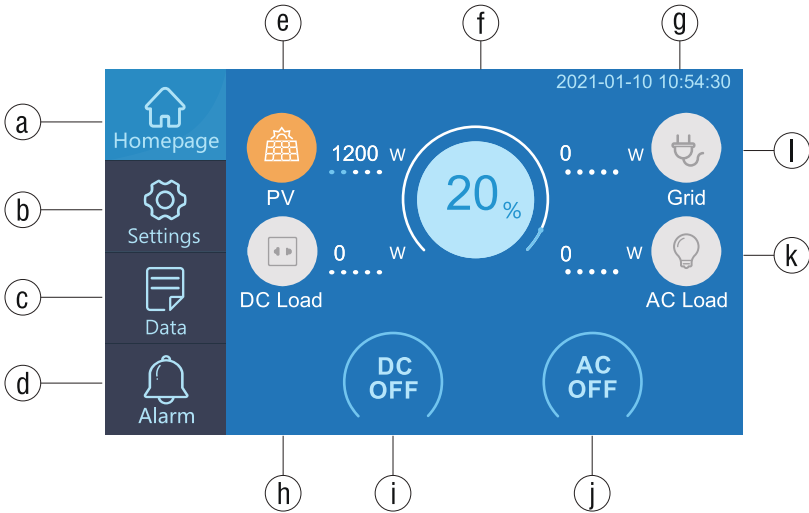 e f g
2021-01-10 10:54:30
a
Homepage
1200 W
PV
20 %
0 W
Grid
l
b
Settings
0 W
DC Load
0 W
AC Load
k
c
Data
d
Alarm
DC
OFF
AC
OFF
h i j